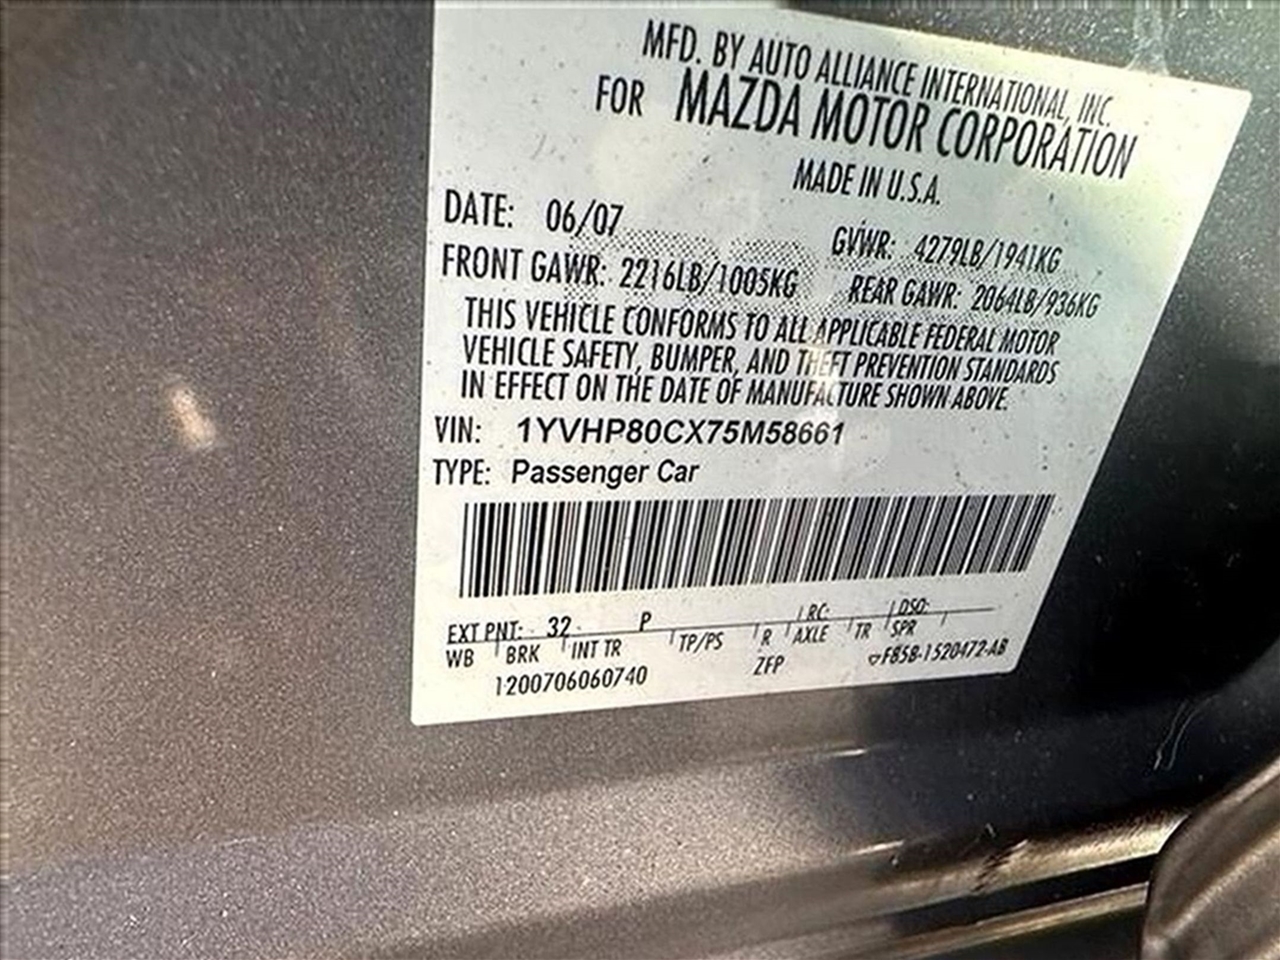 MFD. BY AUTO ALLIANCE INTERNATIONAL, INC.
FOR MAZDA MOTOR CORPORATION
MADE IN U.S.A.
DATE: 06/07 GVWR: 4279LB/1941KG
FRONT GAWR: 2216LB/1005KG REAR GAWR: 2064LB/936KG
THIS VEHICLE CONFORMS TO ALL APPLICABLE FEDERAL MOTOR
VEHICLE SAFETY, BUMPER, AND THEFT PREVENTION STANDARDS
IN EFFECT ON THE DATE OF MANUFACTURE SHOWN ABOVE.
VIN: 1YVHP80CX75M58661
TYPE: Passenger Car
EXT PNT: 32 P RC: DSO:
WB BRK INT TR TP/PS R AXLE TR SPR
1200706060740 ZFP F85B-1520472-AB